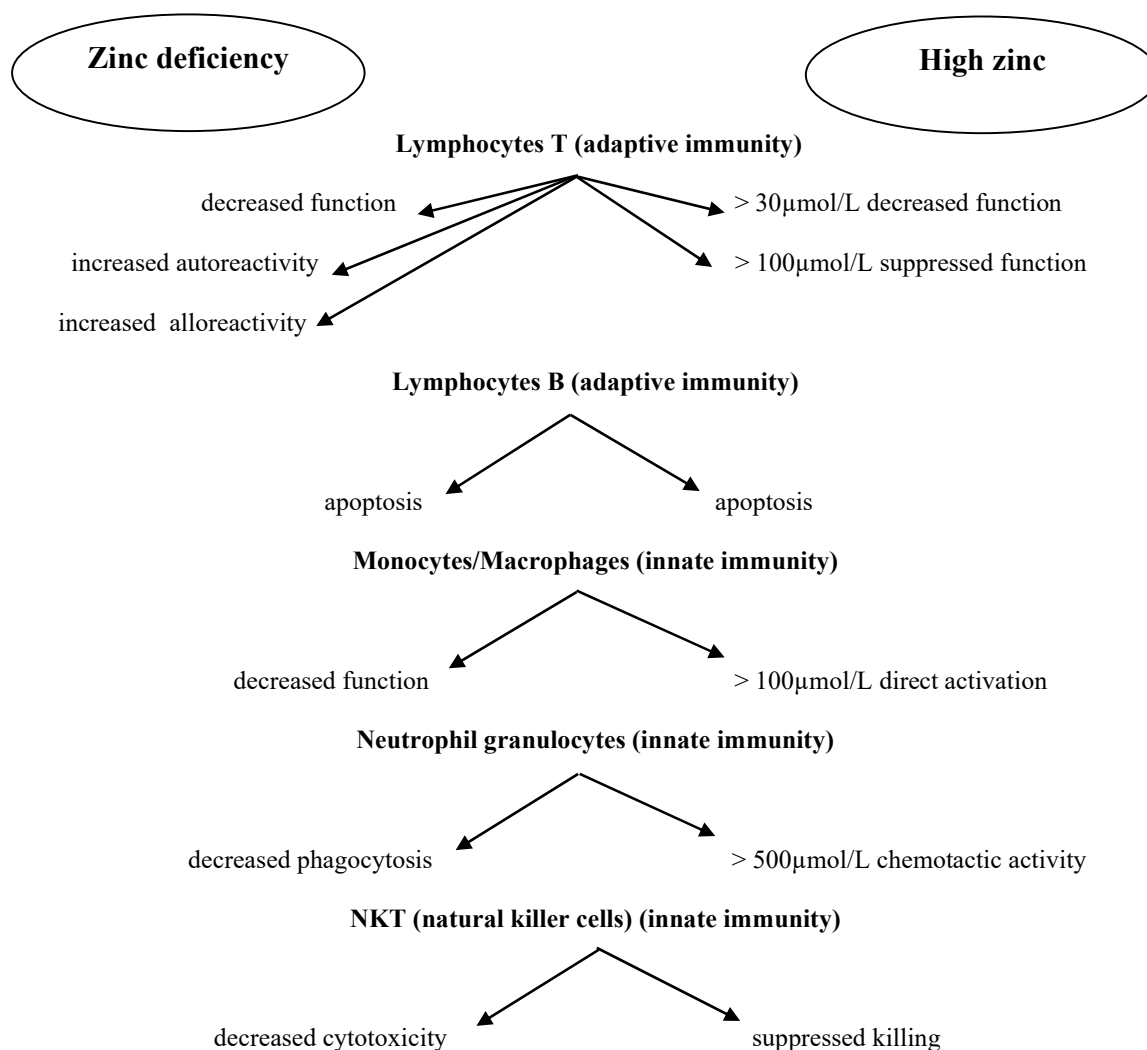 Zinc deficiency
High zinc
Lymphocytes T (adaptive immunity)
decreased function
> 30µmol/L decreased function
increased autoreactivity
> 100µmol/L suppressed function
increased  alloreactivity
Lymphocytes B (adaptive immunity)
apoptosis
apoptosis
Monocytes/Macrophages (innate immunity)
decreased function
> 100µmol/L direct activation
Neutrophil granulocytes (innate immunity)
decreased phagocytosis
> 500µmol/L chemotactic activity
NKT (natural killer cells) (innate immunity)
decreased cytotoxicity
suppressed killing